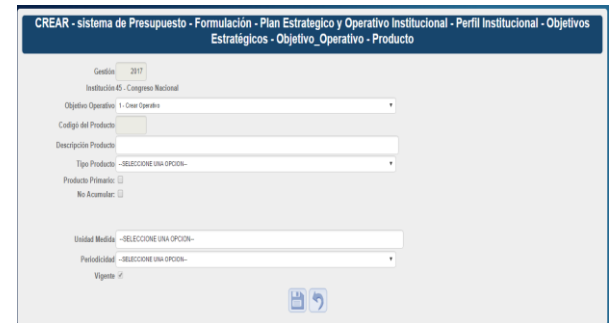 CREAR - sistema de Presupuesto - Formulación - Plan Estrategico y Operativo Institucional - Perfil Institucional - Objetivos
Estratégicos - Objetivo_Operativo - Producto
Gestión 2017
Institución 45 - Congreso Nacional
Objetivo Operativo 1 - Crear Operativo
Codigó del Producto
Descripción Producto
Tipo Producto --SELECCIONE UNA OPCION--
Producto Primario:
No Acumular:
Unidad Medida --SELECCIONE UNA OPCION--
Periodicidad --SELECCIONE UNA OPCION--
Vigente